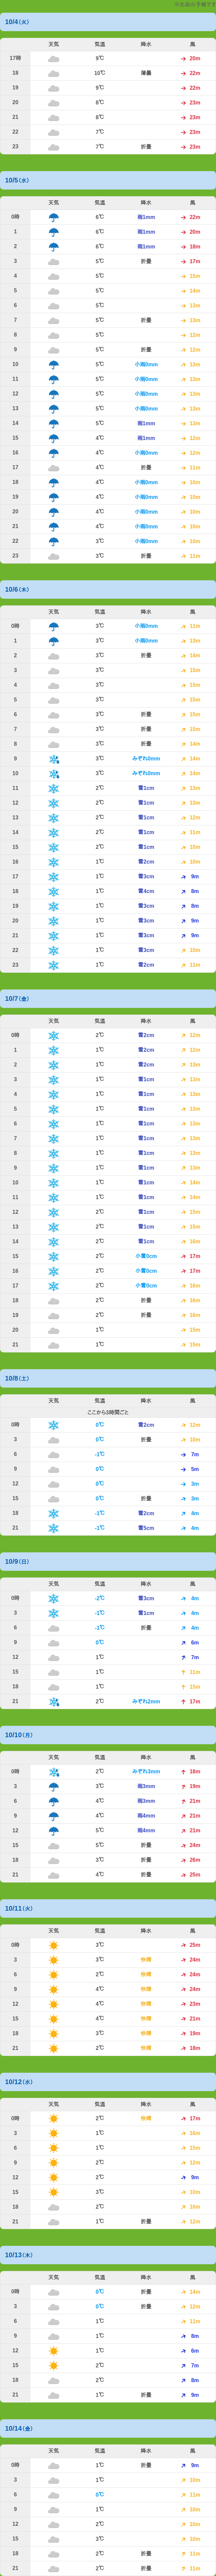 ※北岳の予報です
10/4(火)
天気 気温 降水 風
17時 9℃ 20m
18 10℃ 薄曇 22m
19 9℃ 22m
20 8℃ 23m
21 8℃ 23m
22 7℃ 23m
23 7℃ 折曇 23m
10/5(水)
天気 気温 降水 風
0時 6℃ 雨1mm 22m
1 6℃ 雨1mm 20m
2 6℃ 雨1mm 18m
3 5℃ 折曇 17m
4 5℃ 15m
5 5℃ 14m
6 5℃ 13m
7 5℃ 折曇 13m
8 5℃ 12m
9 5℃ 折曇 12m
10 5℃ 小雨0mm 13m
11 5℃ 小雨0mm 13m
12 5℃ 小雨0mm 13m
13 5℃ 小雨0mm 13m
14 5℃ 雨1mm 13m
15 4℃ 雨1mm 12m
16 4℃ 小雨0mm 12m
17 4℃ 折曇 11m
18 4℃ 小雨0mm 10m
19 4℃ 小雨0mm 10m
20 4℃ 小雨0mm 10m
21 4℃ 小雨0mm 10m
22 3℃ 小雨0mm 10m
23 3℃ 折曇 11m
10/6(木)
天気 気温 降水 風
0時 3℃ 小雨0mm 11m
1 3℃ 小雨0mm 13m
2 3℃ 折曇 14m
3 3℃ 15m
4 3℃ 15m
5 3℃ 15m
6 3℃ 折曇 15m
7 3℃ 折曇 15m
8 3℃ 折曇 14m
9 3℃ みぞれ0mm 14m
10 3℃ みぞれ0mm 14m
11 2℃ 雪1cm 13m
12 2℃ 雪1cm 13m
13 2℃ 雪1cm 12m
14 2℃ 雪1cm 11m
15 2℃ 雪1cm 10m
16 1℃ 雪2cm 10m
17 1℃ 雪3cm 9m
18 1℃ 雪4cm 8m
19 1℃ 雪3cm 8m
20 1℃ 雪3cm 9m
21 1℃ 雪3cm 9m
22 1℃ 雪3cm 10m
23 1℃ 雪2cm 11m
10/7(金)
天気 気温 降水 風
0時 2℃ 雪2cm 12m
1 2℃ 雪2cm 12m
2 1℃ 雪2cm 13m
3 1℃ 雪1cm 13m
4 1℃ 雪1cm 13m
5 1℃ 雪1cm 13m
6 1℃ 雪1cm 13m
7 1℃ 雪1cm 13m
8 1℃ 雪1cm 13m
9 1℃ 雪1cm 13m
10 1℃ 雪1cm 14m
11 1℃ 雪1cm 14m
12 1℃ 雪1cm 15m
13 2℃ 雪1cm 15m
14 2℃ 雪1cm 16m
15 2℃ 小雪0cm 17m
16 2℃ 小雪0cm 17m
17 2℃ 小雪0cm 16m
18 2℃ 折曇 16m
19 2℃ 折曇 16m
20 1℃ 15m
21 1℃ 15m
10/8(土)
天気 気温 降水 風
ここから3時間ごと
0時 0℃ 雪2cm 12m
3 0℃ 折曇 10m
6 -1℃ 7m
9 0℃ 5m
12 0℃ 3m
15 0℃ 折曇 3m
18 -1℃ 雪2cm 4m
21 -1℃ 雪5cm 4m
10/9(日)
天気 気温 降水 風
0時 -2℃ 雪3cm 4m
3 -1℃ 雪1cm 4m
6 -1℃ 折曇 4m
9 0℃ 6m
12 1℃ 7m
15 1℃ 11m
18 1℃ 15m
21 2℃ みぞれ2mm 17m
10/10(月)
天気 気温 降水 風
0時 2℃ みぞれ3mm 18m
3 3℃ 雨3mm 19m
6 4℃ 雨3mm 21m
9 4℃ 雨4mm 21m
12 5℃ 雨4mm 21m
15 5℃ 折曇 24m
18 3℃ 折曇 26m
21 4℃ 折曇 25m
10/11(火)
天気 気温 降水 風
0時 3℃ 25m
3 3℃ 快晴 24m
6 2℃ 快晴 24m
9 4℃ 快晴 24m
12 4℃ 快晴 23m
15 4℃ 快晴 21m
18 3℃ 快晴 19m
21 2℃ 快晴 18m
10/12(水)
天気 気温 降水 風
0時 2℃ 快晴 17m
3 1℃ 16m
6 1℃ 15m
9 2℃ 12m
12 2℃ 9m
15 3℃ 10m
18 2℃ 10m
21 1℃ 折曇 12m
10/13(木)
天気 気温 降水 風
0時 0℃ 折曇 14m
3 0℃ 折曇 12m
6 1℃ 11m
9 1℃ 8m
12 1℃ 6m
15 2℃ 7m
18 2℃ 8m
21 1℃ 折曇 9m
10/14(金)
天気 気温 降水 風
0時 1℃ 折曇 9m
3 1℃ 10m
6 0℃ 11m
9 1℃ 10m
12 2℃ 10m
15 3℃ 10m
18 2℃ 折曇 11m
21 2℃ 折曇 11m